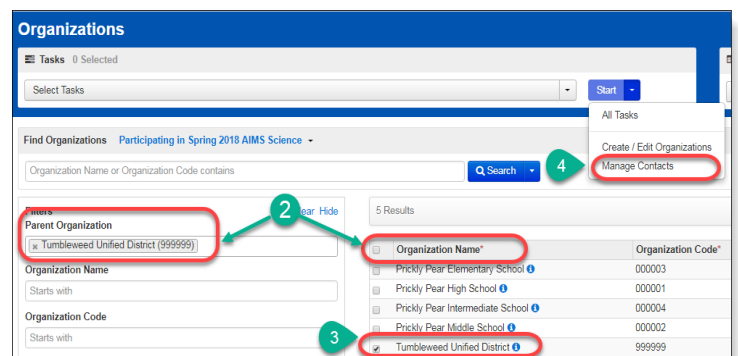 Organizations
Tasks 0 Selected
Select Tasks
Start
All Tasks
Create / Edit Organizations
Manage Contacts
4
Find Organizations Participating in Spring 2018 AIMS Science
Organization Name or Organization Code contains
Search
Filters
Hide
2
Parent Organization
x Tumbleweed Unified District (999999)
Organization Name
Starts with
Organization Code
Starts with
3
5 Results
Organization Name* Organization Code*
Prickly Pear Elementary School 000003
Prickly Pear High School 000001
Prickly Pear Intermediate School 000004
Prickly Pear Middle School 000002
Tumbleweed Unified District 999999